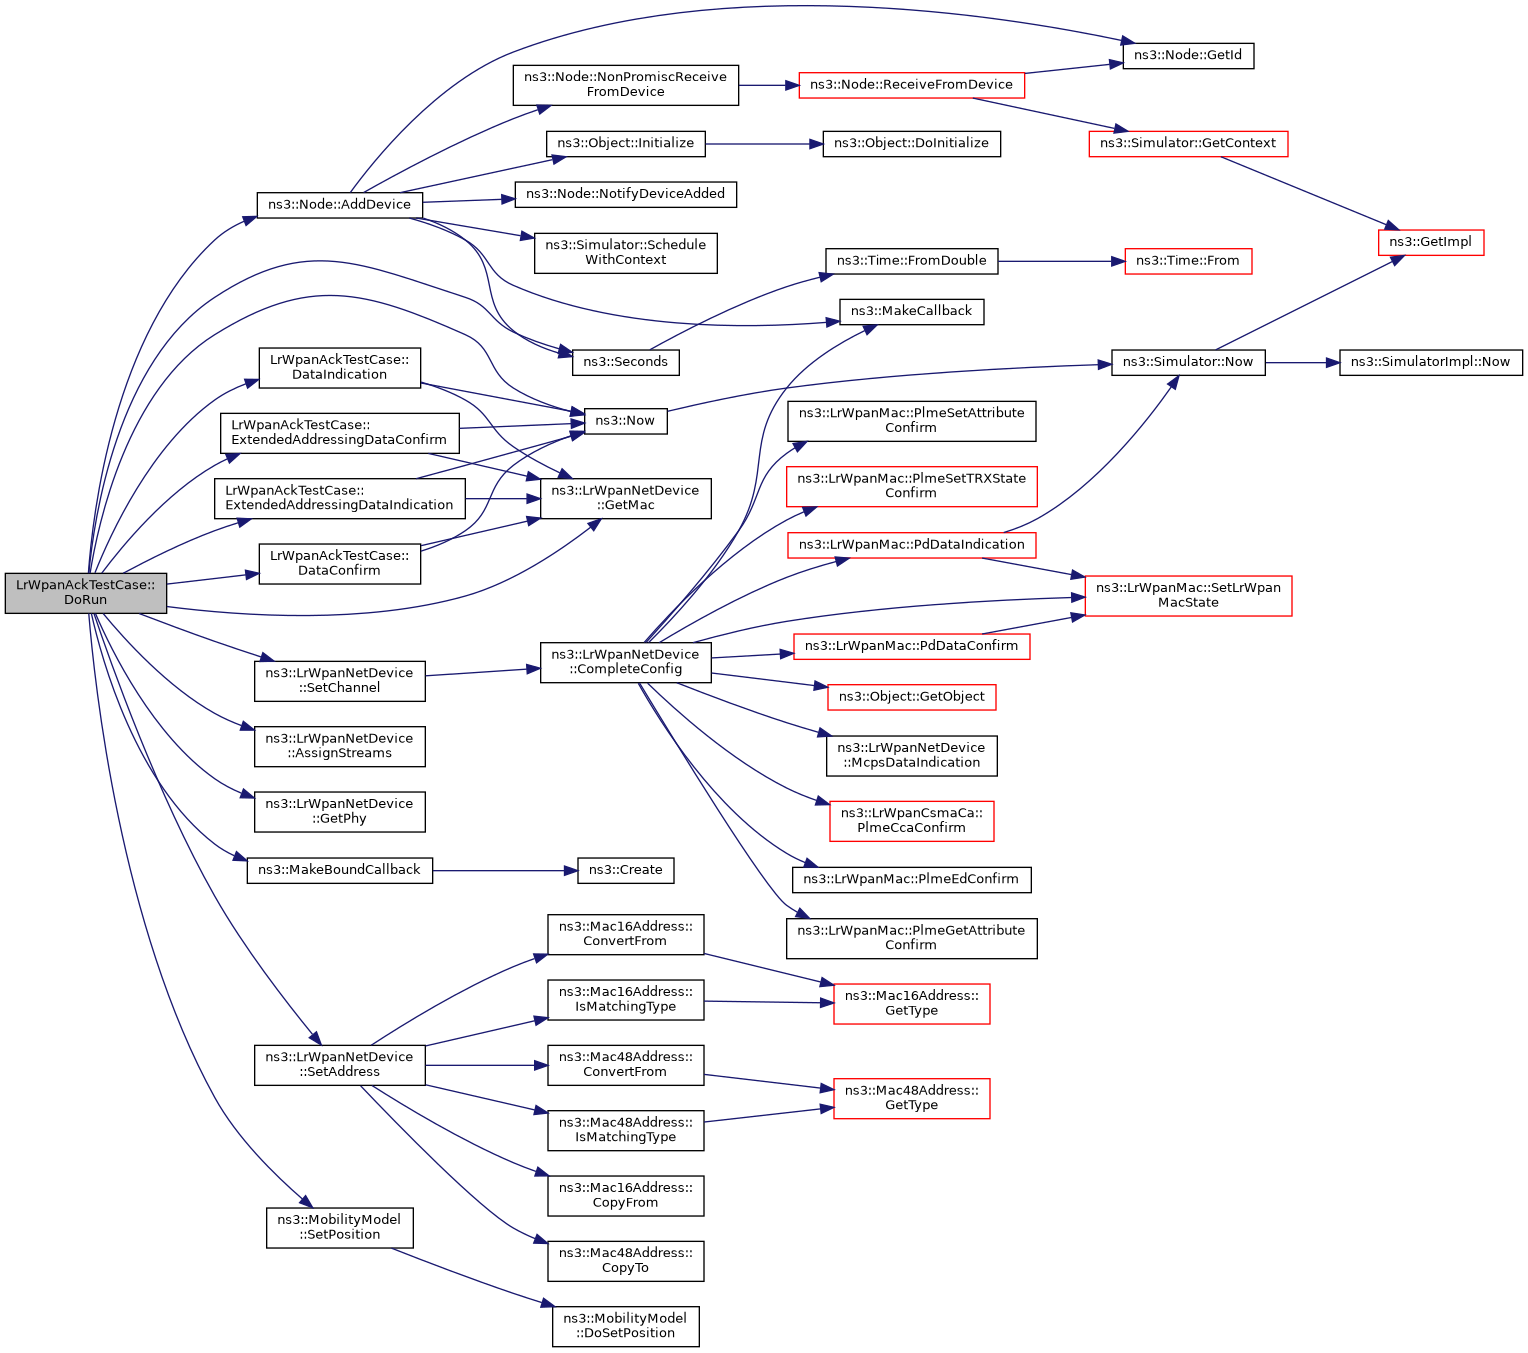 LrWpanAckTestCase::
DoRun
ns3::Node::AddDevice
LrWpanAckTestCase::
DataIndication
LrWpanAckTestCase::
ExtendedAddressingDataConfirm
LrWpanAckTestCase::
ExtendedAddressingDataIndication
LrWpanAckTestCase::
DataConfirm
ns3::LrWpanNetDevice
::SetChannel
ns3::LrWpanNetDevice
::AssignStreams
ns3::LrWpanNetDevice
::GetPhy
ns3::MakeBoundCallback
ns3::LrWpanNetDevice
::SetAddress
ns3::MobilityModel
::SetPosition
ns3::Node::NonPromiscReceive
FromDevice
ns3::Object::Initialize
ns3::Node::NotifyDeviceAdded
ns3::Simulator::Schedule
WithContext
ns3::Seconds
ns3::Now
ns3::LrWpanNetDevice
::GetMac
ns3::LrWpanNetDevice
::CompleteConfig
ns3::Create
ns3::Mac16Address::
ConvertFrom
ns3::Mac16Address::
IsMatchingType
ns3::Mac48Address::
ConvertFrom
ns3::Mac48Address::
IsMatchingType
ns3::Mac16Address::
CopyFrom
ns3::Mac48Address::
CopyTo
ns3::MobilityModel
::DoSetPosition
ns3::Node::ReceiveFromDevice
ns3::Object::DoInitialize
ns3::Time::FromDouble
ns3::MakeCallback
ns3::LrWpanMac::PlmeSetAttribute
Confirm
ns3::LrWpanMac::PlmeSetTRXState
Confirm
ns3::LrWpanMac::PdDataIndication
ns3::LrWpanMac::PdDataConfirm
ns3::Object::GetObject
ns3::LrWpanNetDevice
::McpsDataIndication
ns3::LrWpanCsmaCa::
PlmeCcaConfirm
ns3::LrWpanMac::PlmeEdConfirm
ns3::LrWpanMac::PlmeGetAttribute
Confirm
ns3::Mac16Address::
GetType
ns3::Mac48Address::
GetType
ns3::Node::GetId
ns3::Simulator::GetContext
ns3::Time::From
ns3::Simulator::Now
ns3::LrWpanMac::SetLrWpan
MacState
ns3::GetImpl
ns3::SimulatorImpl::Now